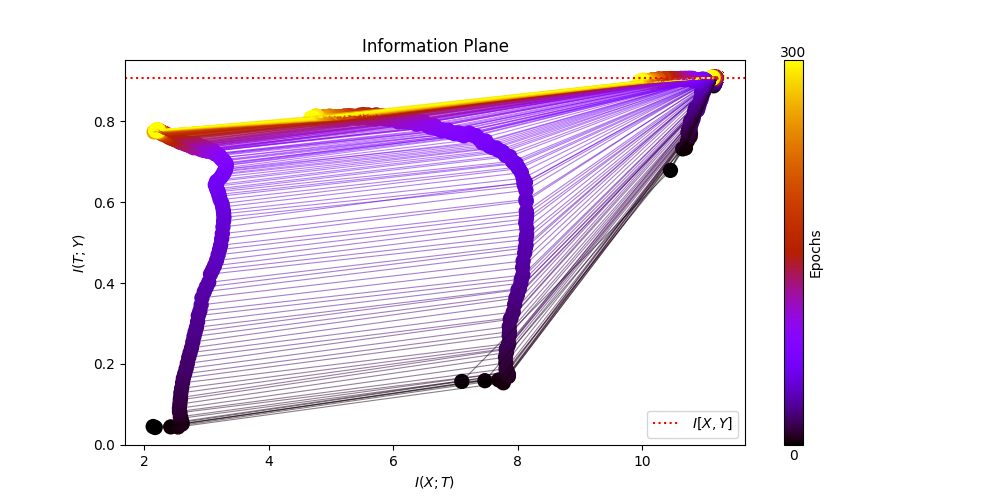 Information Plane
300
0.8
0.6
0.4
0.2
0.0
I(T; Y)
2
4
6
8
10
I(X; T)
I[X, Y]
Epochs
0